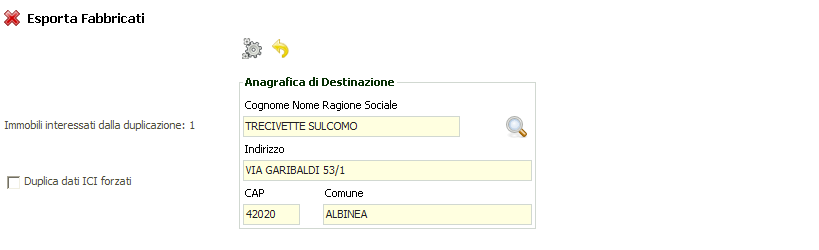 Esporta Fabbricati
Anagrafica di Destinazione
Cognome Nome Ragione Sociale
Immobili interessati dalla duplicazione: 1
TRECIVETTE SULCOMO
Indirizzo
VIA GARIBALDI 53/1
Duplica dati ICI forzati
CAP Comune
42020 ALBINEA